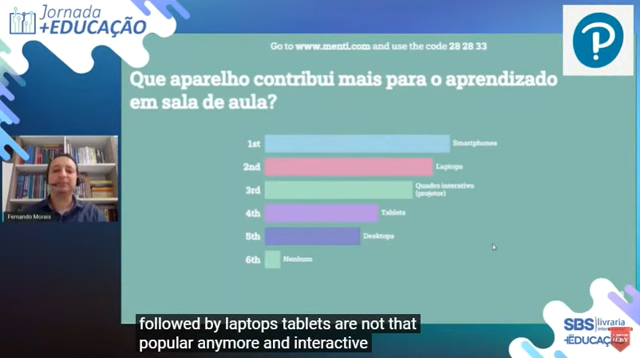 Jornada
+EDUCAÇÃO
Go to www.menti.com and use the code 28 28 33
Que aparelho contribui mais para o aprendizado
em sala de aula?
1st Smartphones
2nd Laptops
3rd Quadro interativo
(projetor)
4th Tablets
5th Desktops
6th Nenhum
Fernando Morais
followed by laptops tablets are not that
popular anymore and interactive
SBS livraria
EDUCAÇÃO